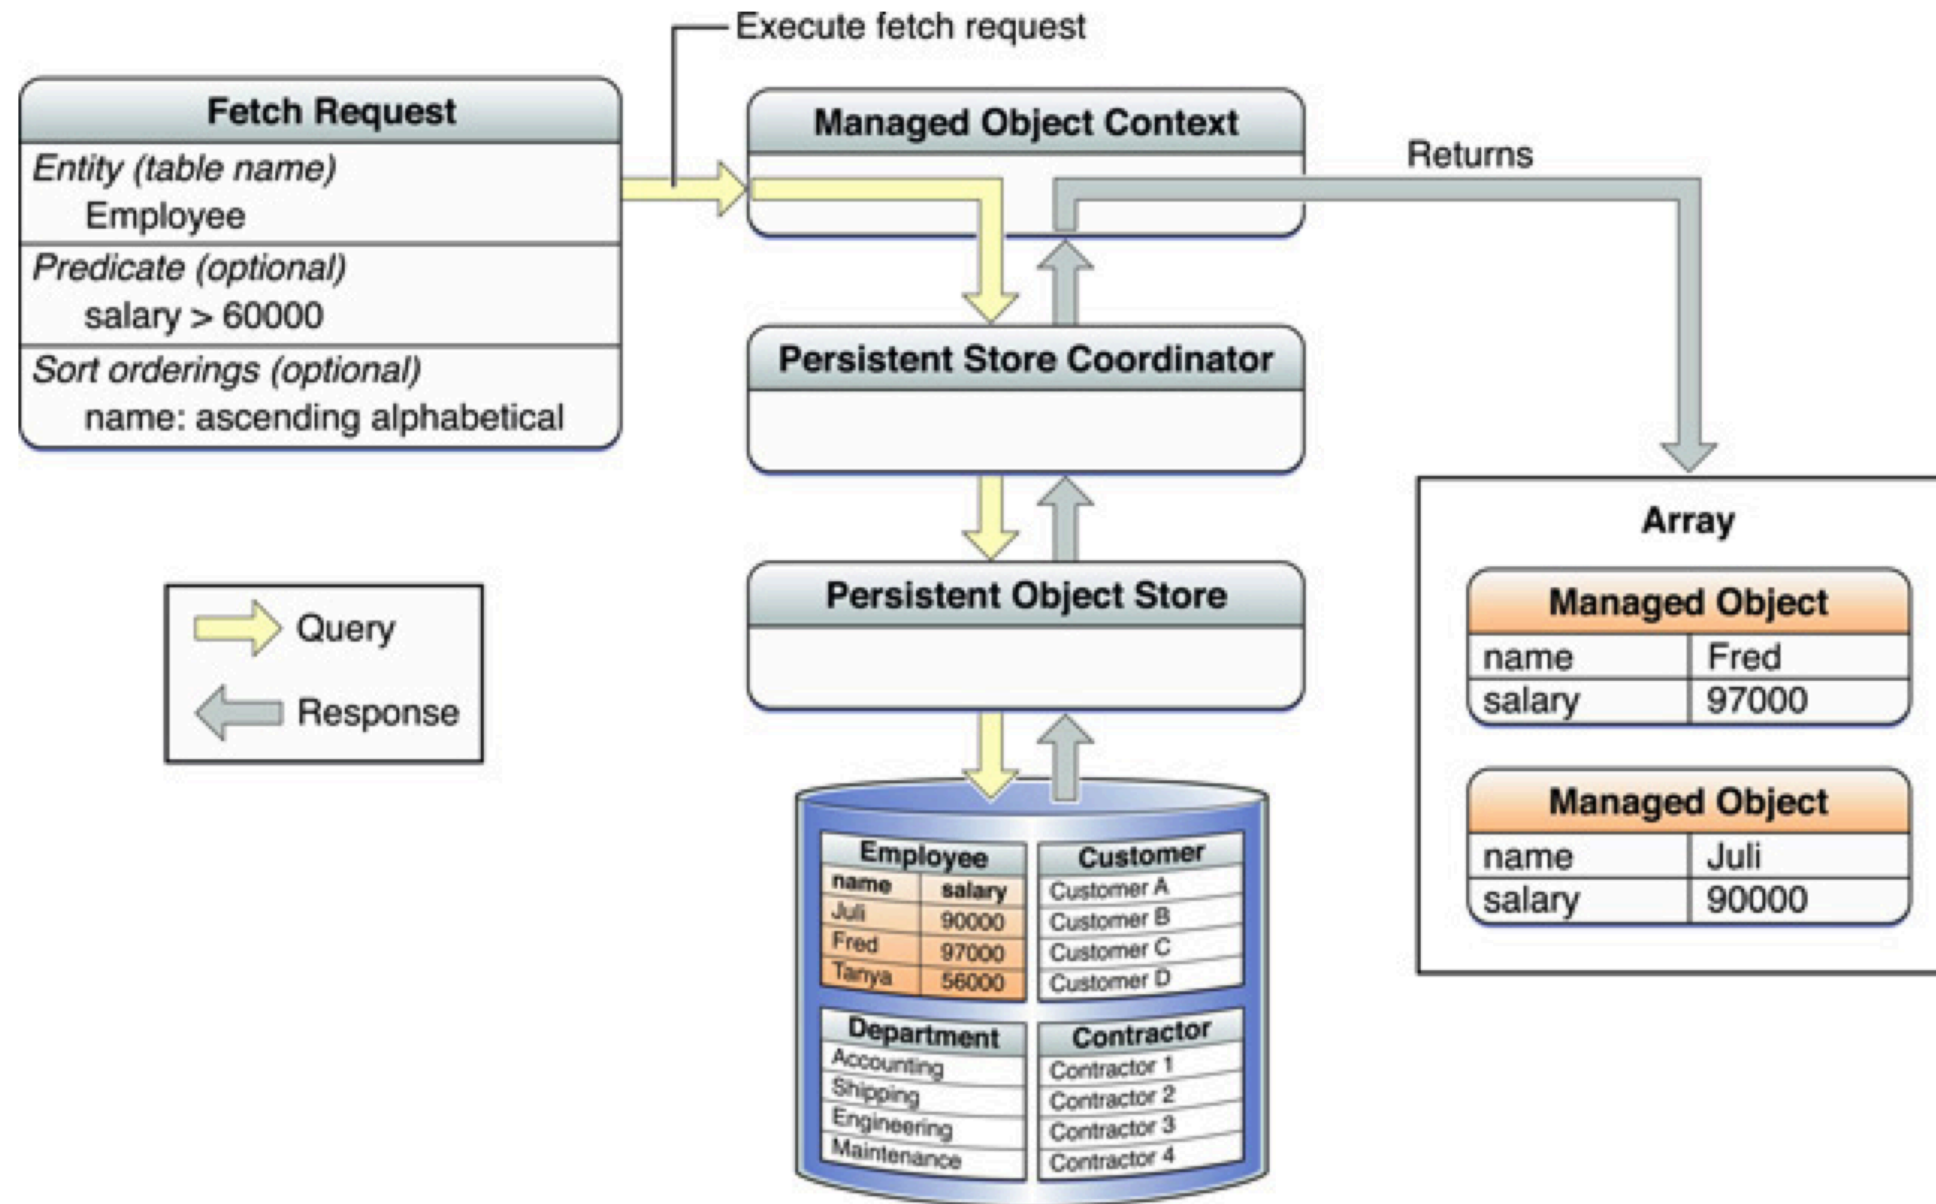 Execute fetch request
Fetch Request
Entity (table name)
Employee
Predicate (optional)
salary > 60000
Sort orderings (optional)
name: ascending alphabetical
Managed Object Context
Returns
Persistent Store Coordinator
Persistent Object Store
Query
Response
Array
Managed Object
name Fred
salary 97000
Managed Object
name Juli
salary 90000
Employee
name salary
Juli 90000
Fred 97000
Tanya 56000
Customer
Customer A
Customer B
Customer C
Customer D
Department
Accounting
Shipping
Engineering
Maintenance
Contractor
Contractor 1
Contractor 2
Contractor 3
Contractor 4